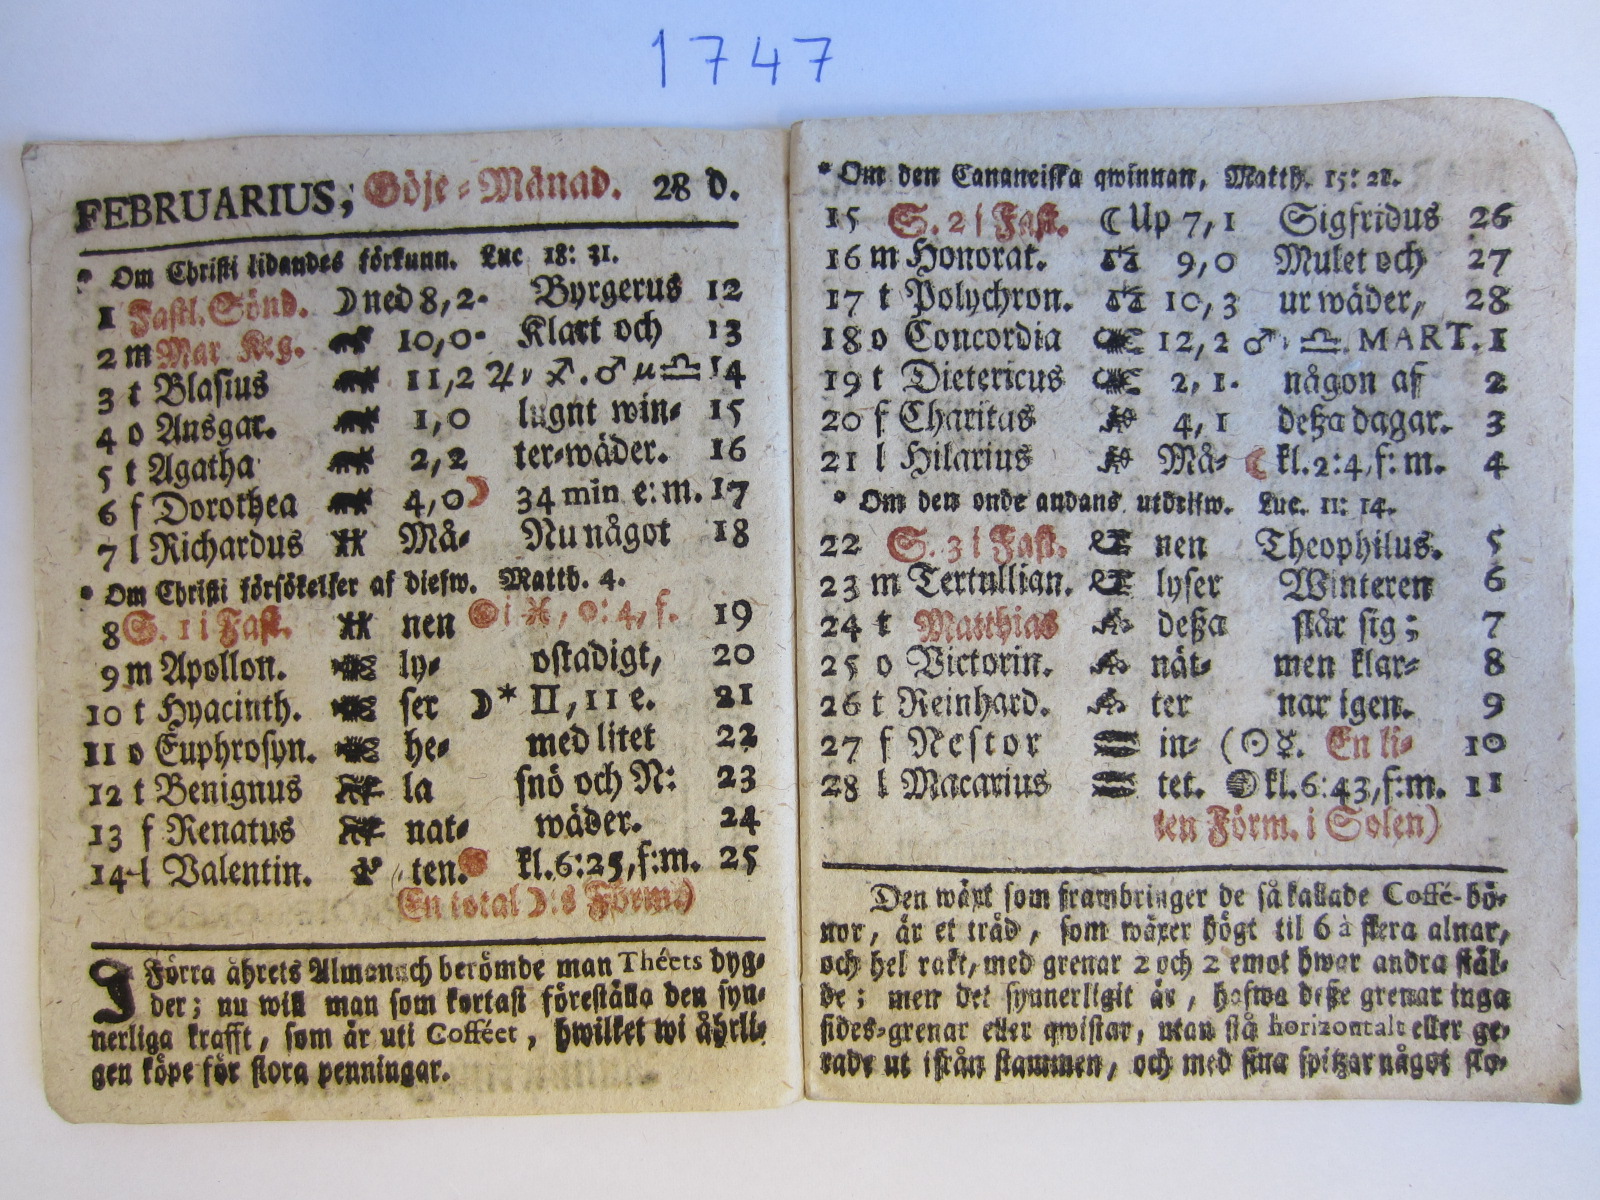 1747
FEBRUARIUS, Göje-Månad. 28 d.
* Om Christi lidandes förkunn. Luc 18: 31.
1 Fastl. Sönd. ☽ ned 8, 2. Byrgerus 12
2 m Mar Kyg. 10, 0. Klart och 13
3 t Blasius 11, 2 ♃ ♐. ♂ ♎ 14
4 o Ansgar. 1, 0 lugnt win- 15
5 t Agatha 2, 2 ter-wäder. 16
6 f Dorothea 4, 0 ☽ 34 min e: m. 17
7 l Richardus Må- Nu något 18
* Om Christi försökelser af diefw. Matth. 4.
8 S. 1 i Fast. nen ☉ i ♓, 0: 4, f. 19
9 m Apollon. ly- ostadigt, 20
10 t Hyacinth. ser ☽ * II, 11 e. 21
11 o Euphrosyn. he- med litet 22
12 t Benignus la snö och N: 23
13 f Renatus nat- wäder. 24
14 l Valentin. ten. kl. 6: 25, f: m. 25
En total ☽:s Förm.)
I Förra åhrets Almanach berömde man Théets dyg-
der; nu will man som kortast föreställa den syn-
nerliga krafft, som är uti Cofféet, hwilket wi åhrli-
gen köpe för stora penningar.
* Om den Cananeiska qwinnan, Matth. 15: 21.
15 S. 2 i Fast. ☾ Up 7, 1 Sigfridus 26
16 m Honorat. 9, 0 Mulet och 27
17 t Polychron. 10, 3 ur wäder, 28
18 o Concordia 12, 2 ♂ ♎. MART. 1
19 t Dietericus 2, 1. någon af 2
20 f Charitas 4, 1 deßa dagar. 3
21 l Hilarius Må- ☾ kl. 2: 4, f: m. 4
* Om den onde andans utdrifw. Luc. 11: 14.
22 S. 3 i Fast. nen Theophilus. 5
23 m Tertullian. lyser Winteren 6
24 t Matthias deßa slår sig; 7
25 o Victorin. nät- men klar- 8
26 t Reinhard. ter nar igen. 9
27 f Nestor in- (☉ ☿. En li- 10
28 l Macarius tet. kl. 6: 43, f: m. 11
ten Förm. i Solen)
Den wäxt som frambringer de så kallade Coffé-bö-
nor, är et träd, som wäxer högt til 6 à flera alnar,
och hel rakt, med grenar 2 och 2 emot hwar andra stäl-
de; men det synnerligit är, hafwa deße grenar inga
sides-grenar eller qwistar, utan stå horizontalt eller ge-
rade ut ifrån stammen, och med sina spitzar något slo-